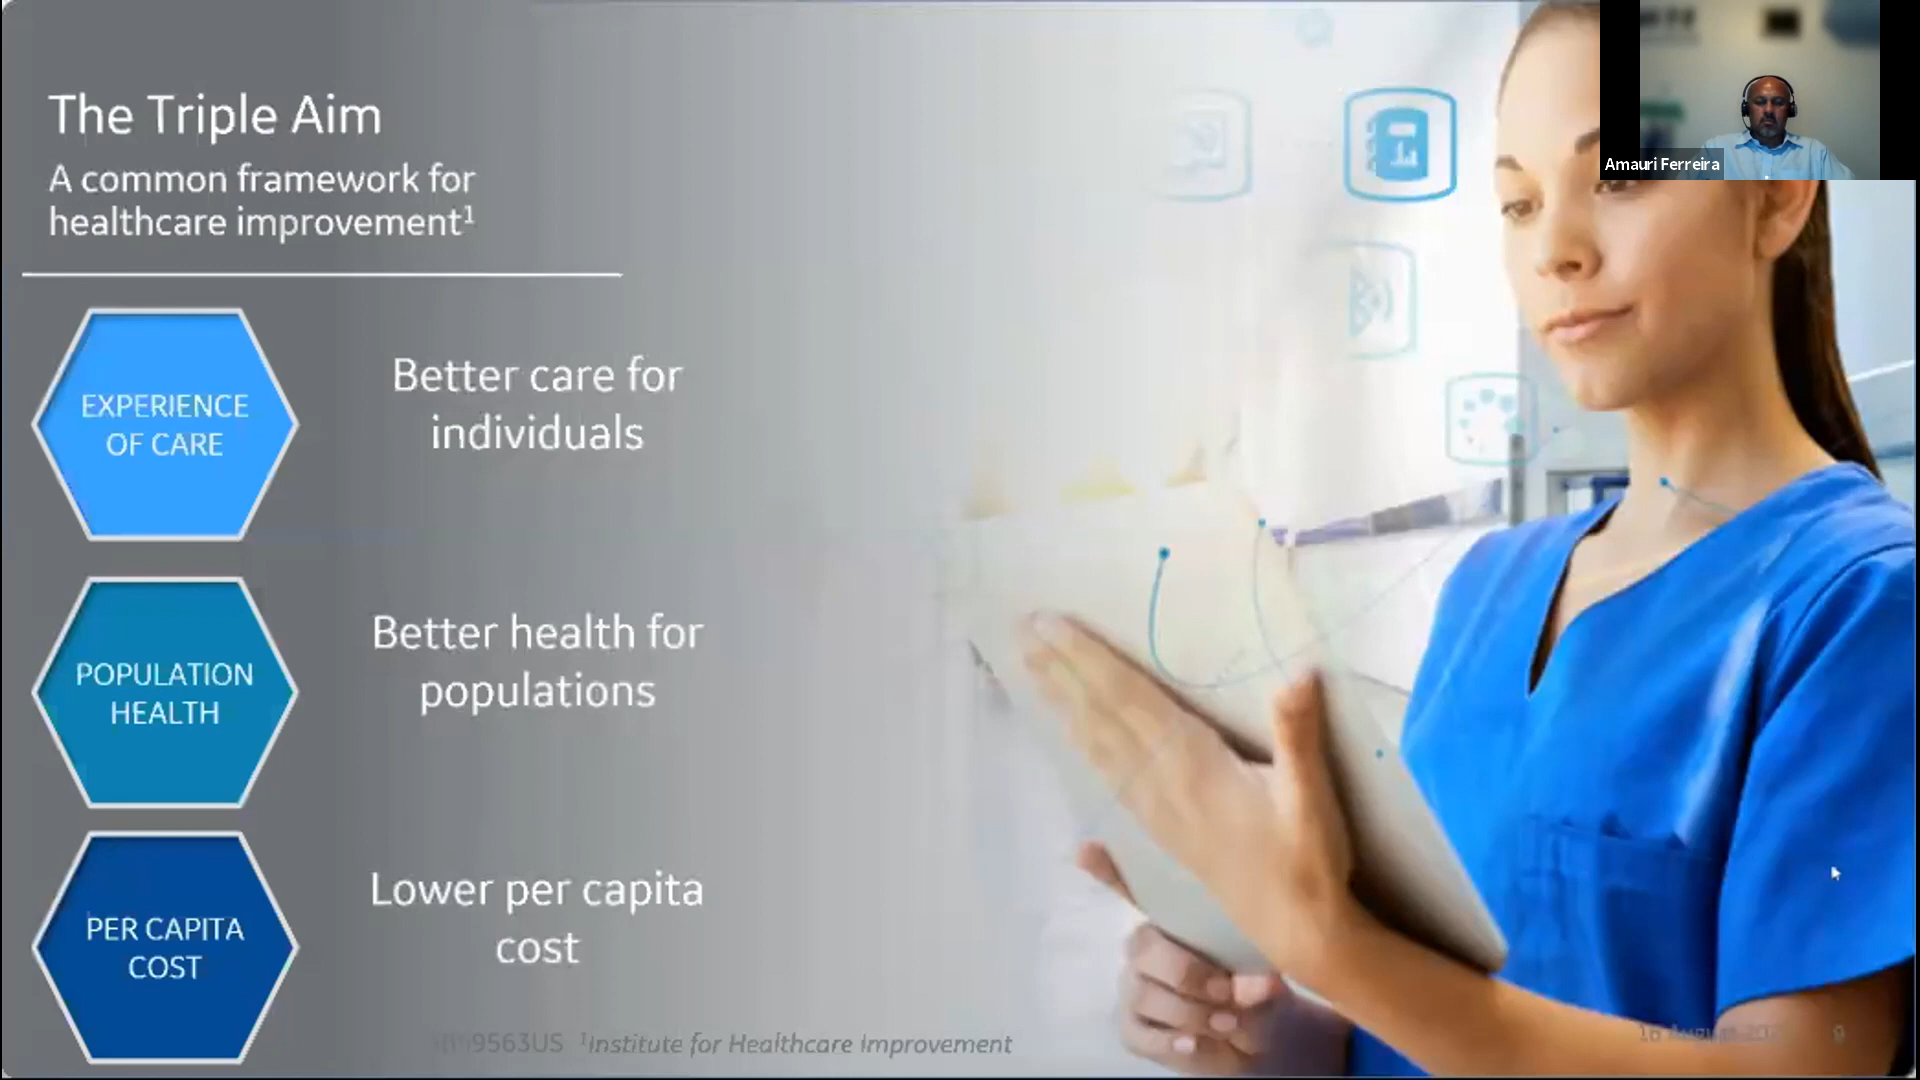 The Triple Aim
A common framework for
healthcare improvement¹
EXPERIENCE
OF CARE
Better care for
individuals
POPULATION
HEALTH
Better health for
populations
PER CAPITA
COST
Lower per capita
cost
¹Institute for Healthcare Improvement
9
Amauri Ferreira